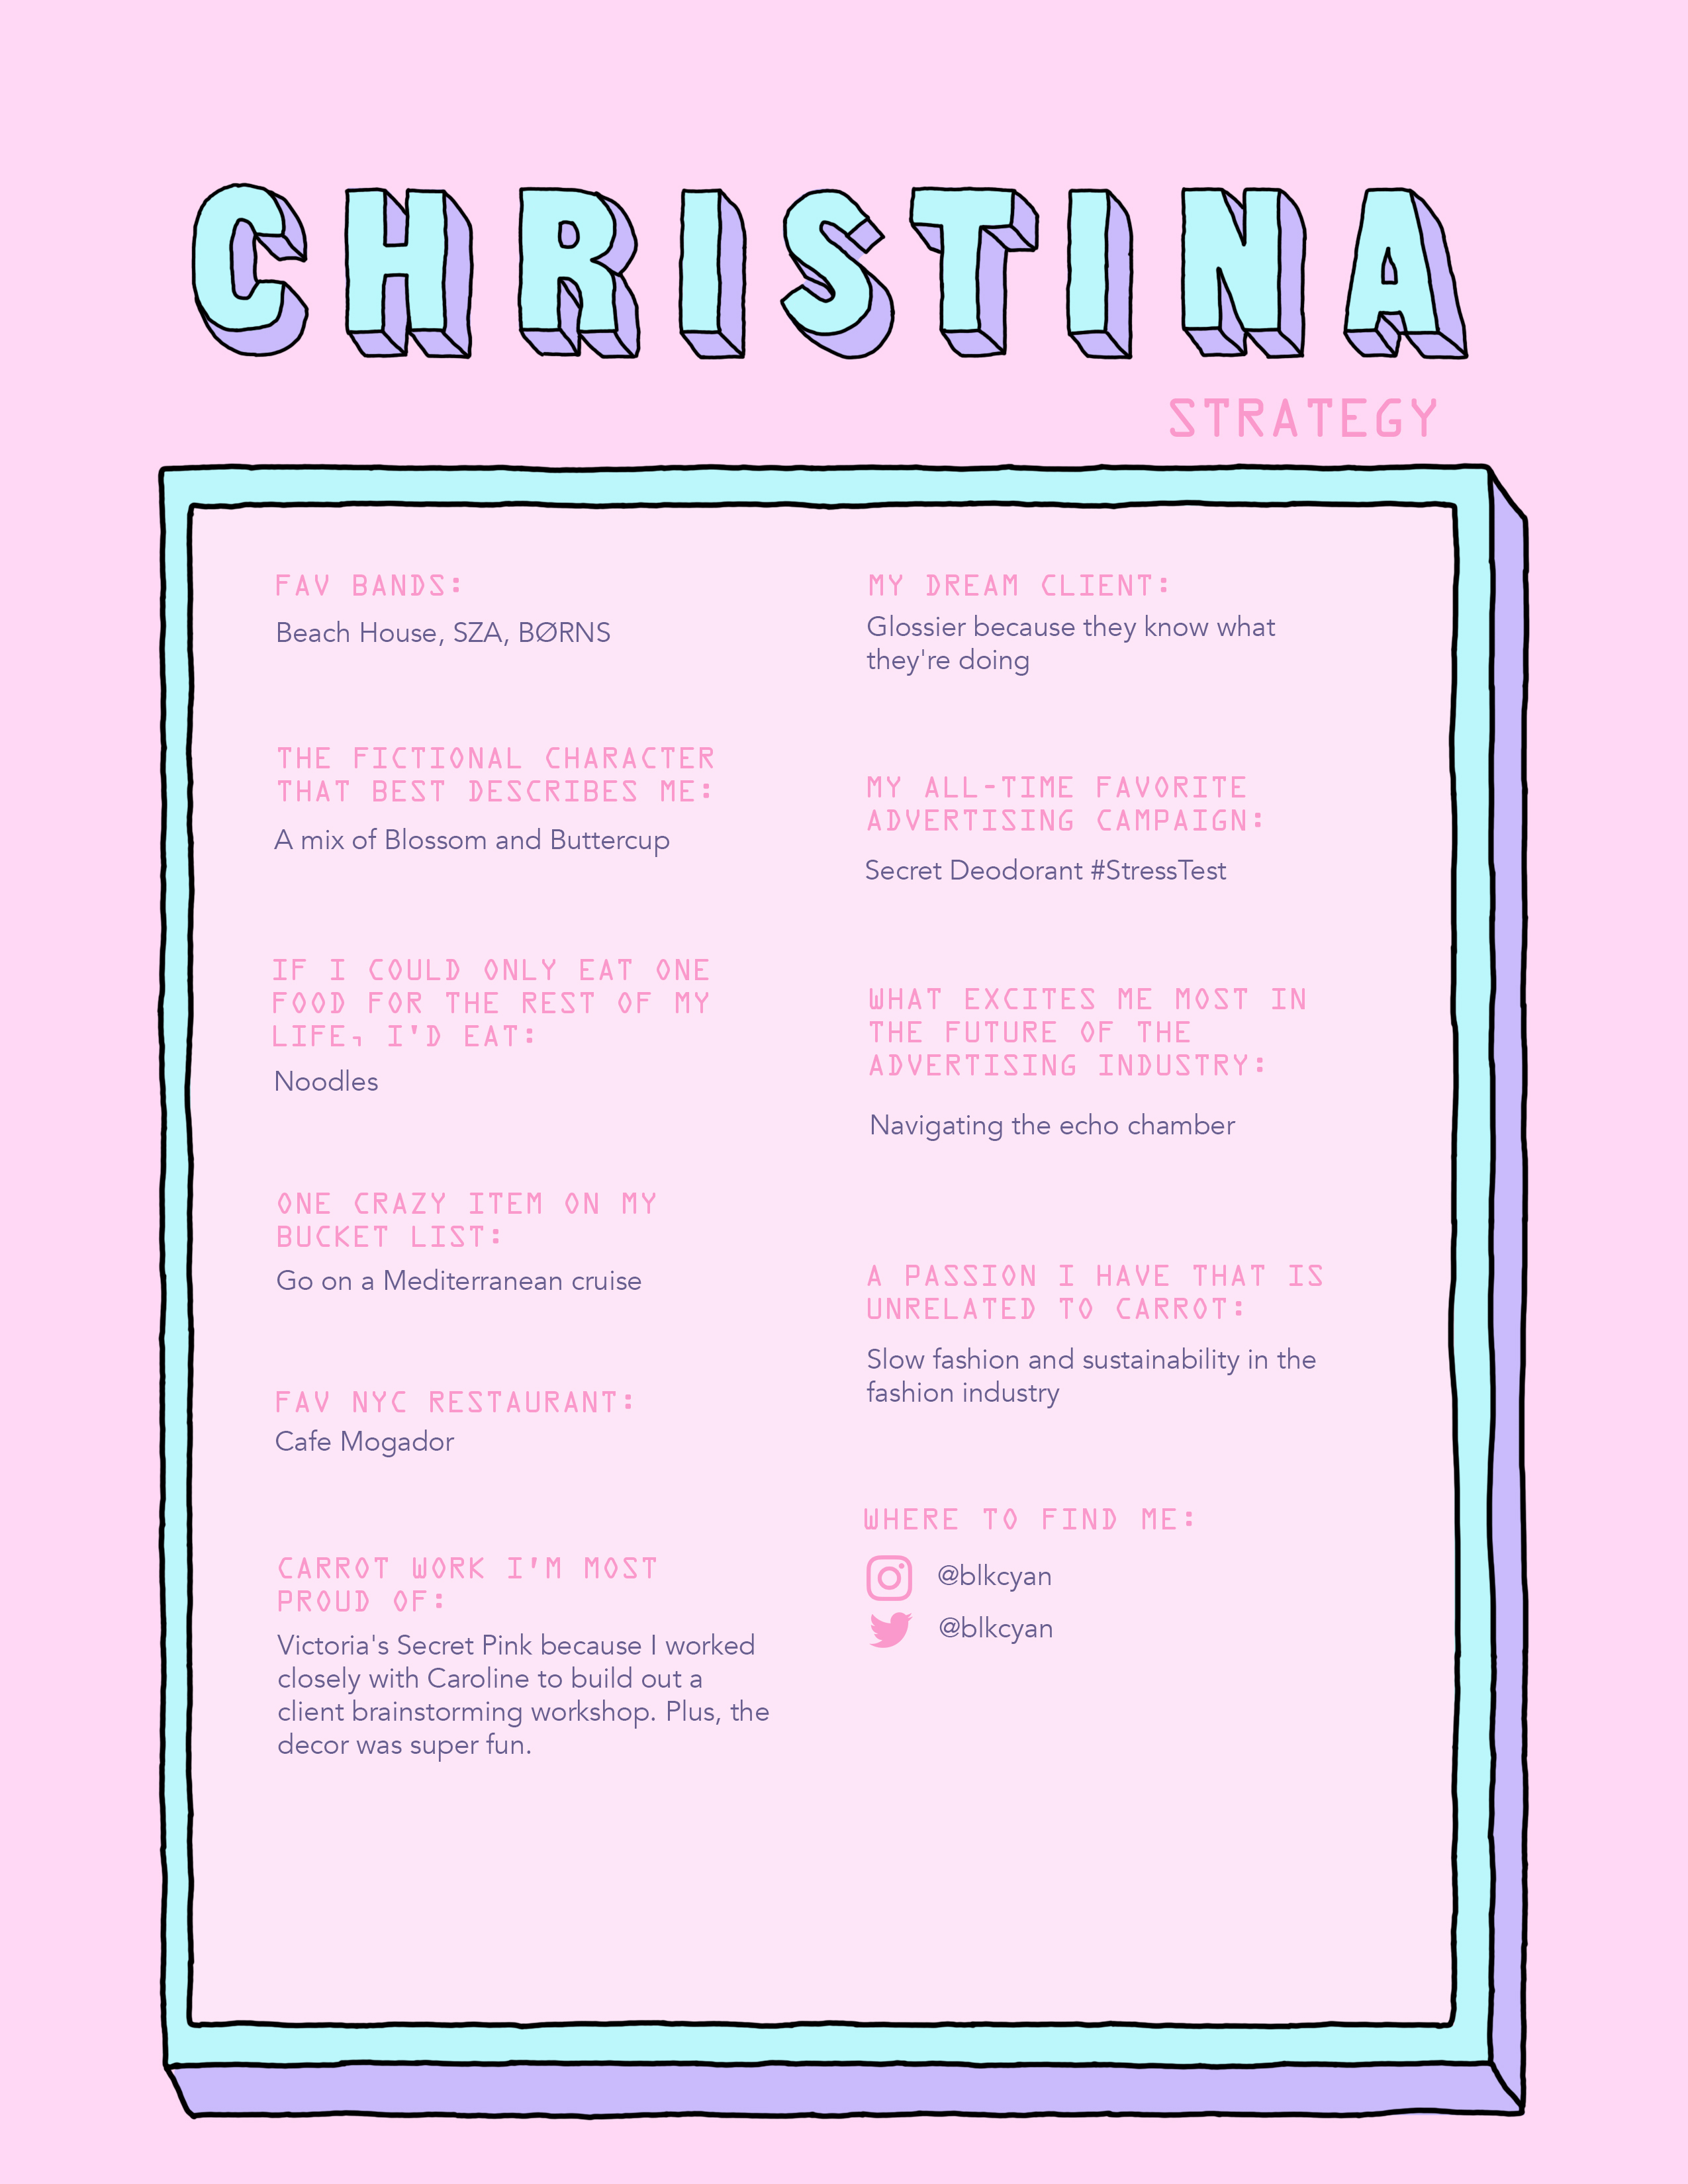 CHRISTINA
STRATEGY
FAV BANDS:
Beach House, SZA, BØRNS
THE FICTIONAL CHARACTER
THAT BEST DESCRIBES ME:
A mix of Blossom and Buttercup
IF I COULD ONLY EAT ONE
FOOD FOR THE REST OF MY
LIFE, I'D EAT:
Noodles
ONE CRAZY ITEM ON MY
BUCKET LIST:
Go on a Mediterranean cruise
FAV NYC RESTAURANT:
Cafe Mogador
CARROT WORK I'M MOST
PROUD OF:
Victoria's Secret Pink because I worked
closely with Caroline to build out a
client brainstorming workshop. Plus, the
decor was super fun.
MY DREAM CLIENT:
Glossier because they know what
they're doing
MY ALL-TIME FAVORITE
ADVERTISING CAMPAIGN:
Secret Deodorant #StressTest
WHAT EXCITES ME MOST IN
THE FUTURE OF THE
ADVERTISING INDUSTRY:
Navigating the echo chamber
A PASSION I HAVE THAT IS
UNRELATED TO CARROT:
Slow fashion and sustainability in the
fashion industry
WHERE TO FIND ME:
@blkcyan
@blkcyan